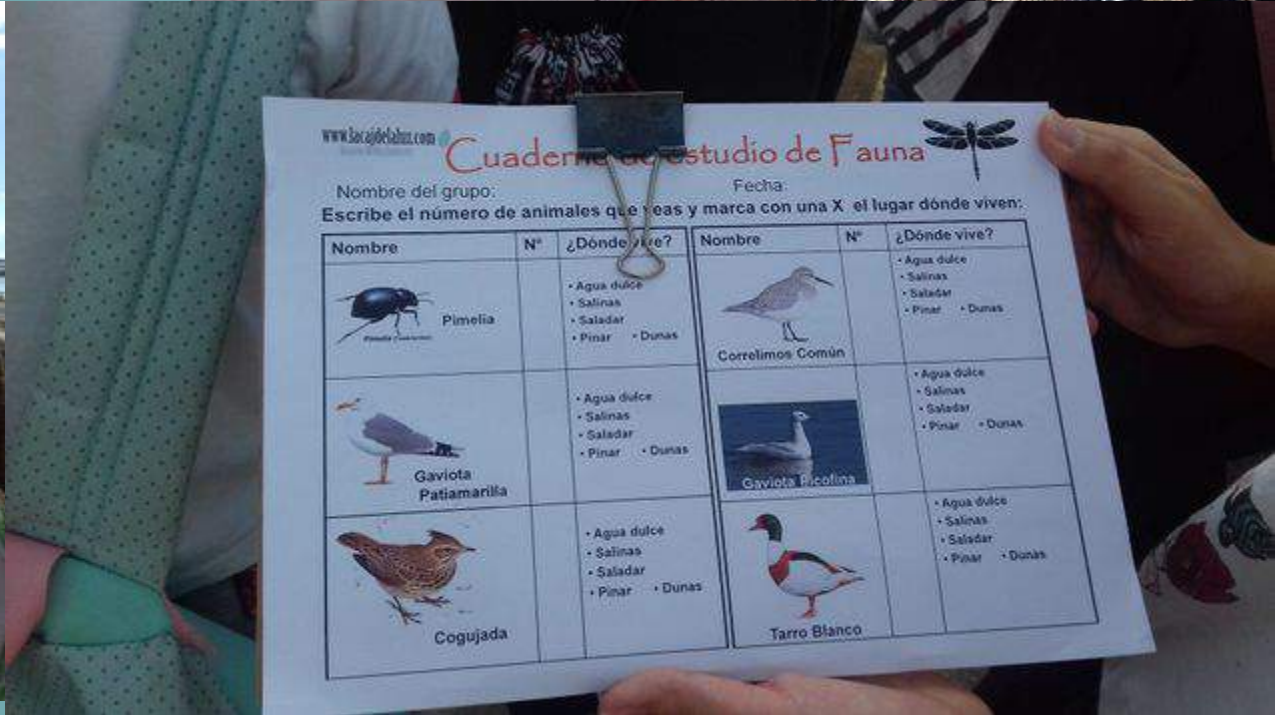 www.lacajdelaluz.com
Cuaderno de estudio de Fauna
Nombre del grupo: Fecha:
Escribe el número de animales que veas y marca con una X el lugar dónde viven:
Nombre Nº ¿Dónde vive? Nombre Nº ¿Dónde vive?
Pimelia
• Agua dulce
• Salinas
• Saladar
• Pinar • Dunas
Correlimos Común
• Agua dulce
• Salinas
• Saladar
• Pinar • Dunas
Gaviota
Patiamarilla
• Agua dulce
• Salinas
• Saladar
• Pinar • Dunas
Gaviota Picofina
• Agua dulce
• Salinas
• Saladar
• Pinar • Dunas
Cogujada
• Agua dulce
• Salinas
• Saladar
• Pinar • Dunas
Tarro Blanco
• Agua dulce
• Salinas
• Saladar
• Pinar • Dunas